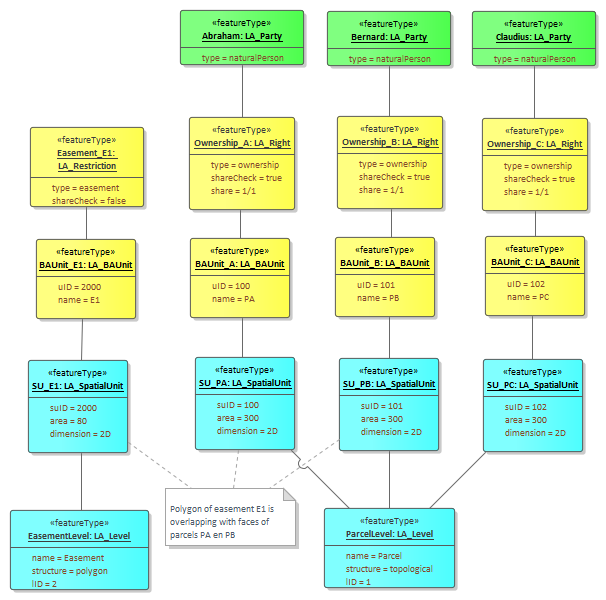 «featureType»
Abraham: LA_Party
type = naturalPerson
«featureType»
Bernard: LA_Party
type = naturalPerson
«featureType»
Claudius: LA_Party
type = naturalPerson
«featureType»
Easement_E1:
LA_Restriction
type = easement
shareCheck = false
«featureType»
Ownership_A: LA_Right
type = ownership
shareCheck = true
share = 1/1
«featureType»
Ownership_B: LA_Right
type = ownership
shareCheck = true
share = 1/1
«featureType»
Ownership_C: LA_Right
type = ownership
shareCheck = true
share = 1/1
«featureType»
BAUnit_E1: LA_BAUnit
uID = 2000
name = E1
«featureType»
BAUnit_A: LA_BAUnit
uID = 100
name = PA
«featureType»
BAUnit_B: LA_BAUnit
uID = 101
name = PB
«featureType»
BAUnit_C: LA_BAUnit
uID = 102
name = PC
«featureType»
SU_E1: LA_SpatialUnit
suID = 2000
area = 80
dimension = 2D
«featureType»
SU_PA: LA_SpatialUnit
suID = 100
area = 300
dimension = 2D
«featureType»
SU_PB: LA_SpatialUnit
suID = 101
area = 300
dimension = 2D
«featureType»
SU_PC: LA_SpatialUnit
suID = 102
area = 300
dimension = 2D
Polygon of easement E1 is
overlapping with faces of
parcels PA en PB
«featureType»
EasementLevel: LA_Level
name = Easement
structure = polygon
lID = 2
«featureType»
ParcelLevel: LA_Level
name = Parcel
structure = topological
lID = 1